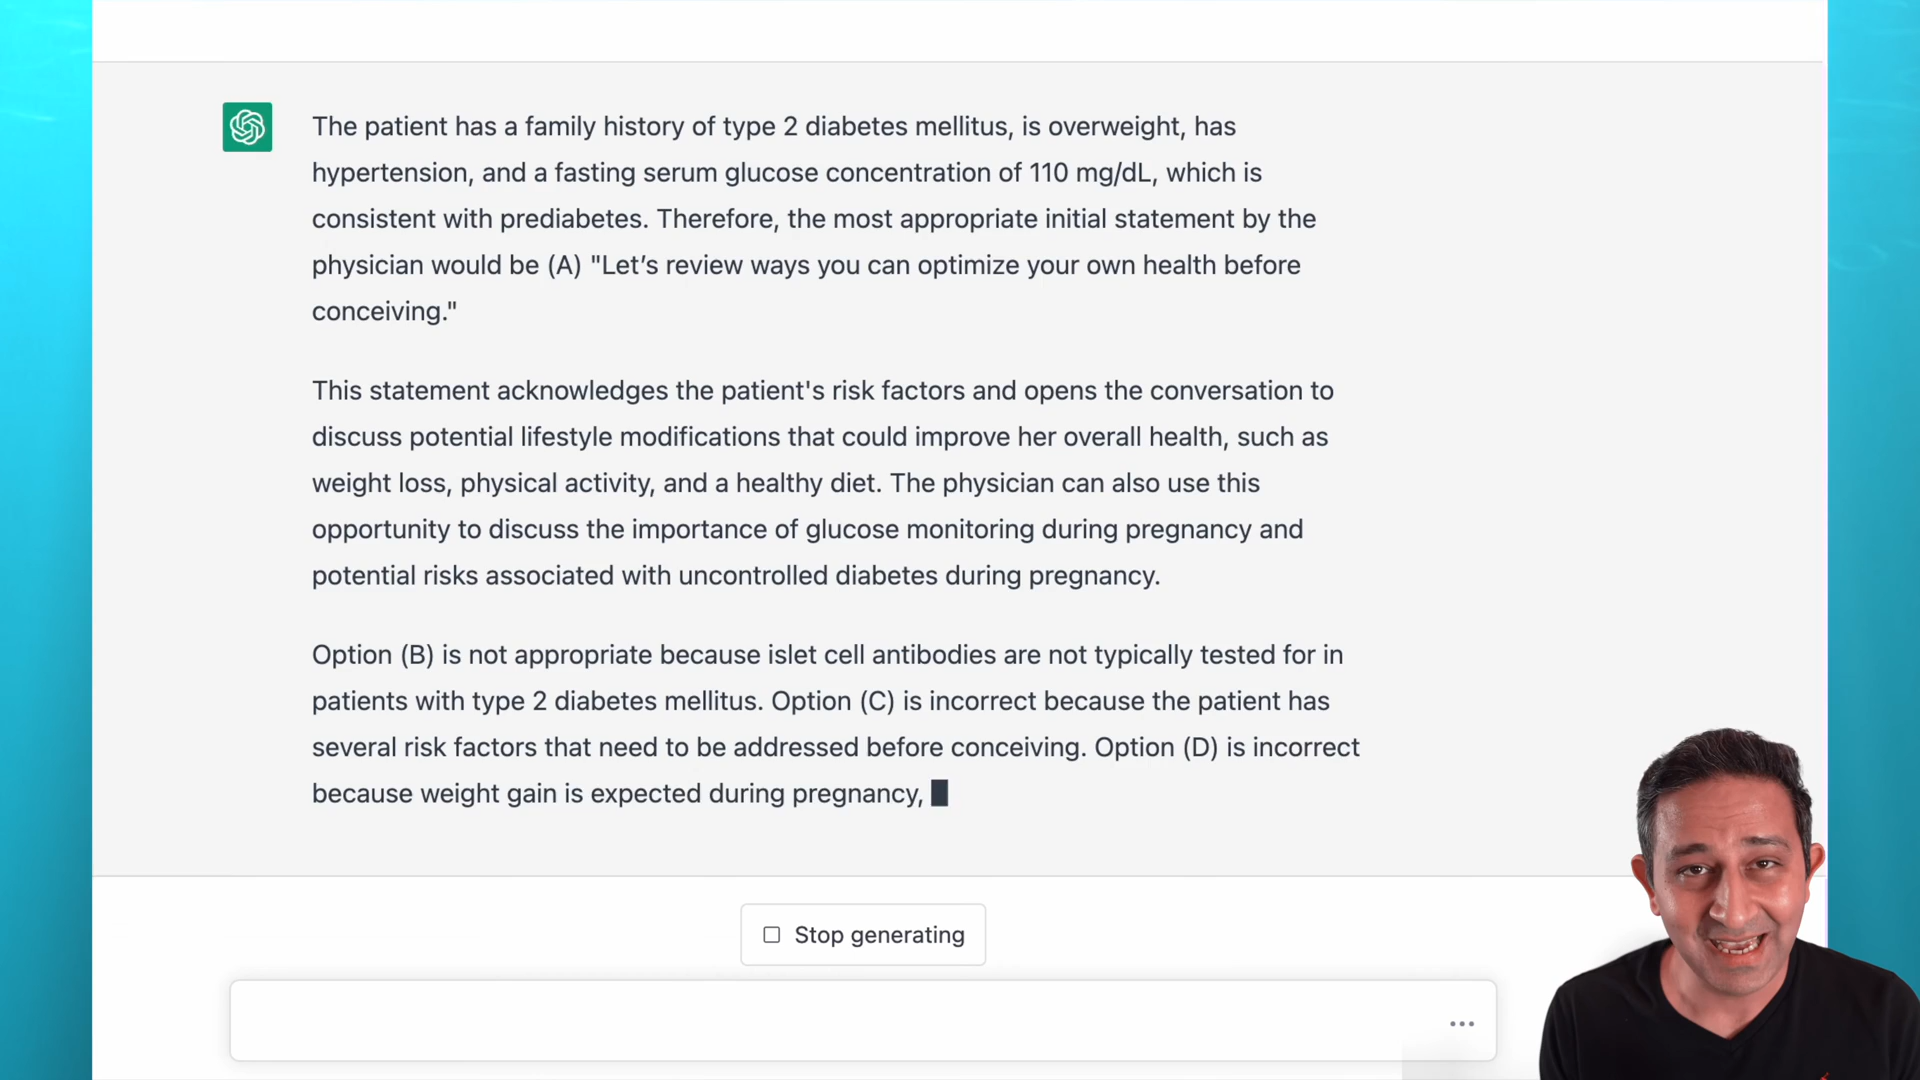 The patient has a family history of type 2 diabetes mellitus, is overweight, has
hypertension, and a fasting serum glucose concentration of 110 mg/dL, which is
consistent with prediabetes. Therefore, the most appropriate initial statement by the
physician would be (A) "Let’s review ways you can optimize your own health before
conceiving."
This statement acknowledges the patient's risk factors and opens the conversation to
discuss potential lifestyle modifications that could improve her overall health, such as
weight loss, physical activity, and a healthy diet. The physician can also use this
opportunity to discuss the importance of glucose monitoring during pregnancy and
potential risks associated with uncontrolled diabetes during pregnancy.
Option (B) is not appropriate because islet cell antibodies are not typically tested for in
patients with type 2 diabetes mellitus. Option (C) is incorrect because the patient has
several risk factors that need to be addressed before conceiving. Option (D) is incorrect
because weight gain is expected during pregnancy,
Stop generating